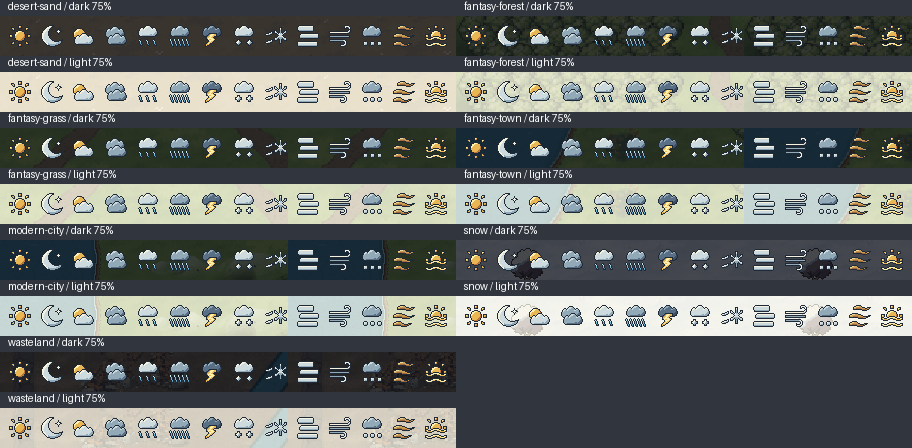 desert-sand / dark 75%
fantasy-forest / dark 75%
desert-sand / light 75%
fantasy-forest / light 75%
fantasy-grass / dark 75%
fantasy-town / dark 75%
fantasy-grass / light 75%
fantasy-town / light 75%
modern-city / dark 75%
snow / dark 75%
modern-city / light 75%
snow / light 75%
wasteland / dark 75%
wasteland / light 75%